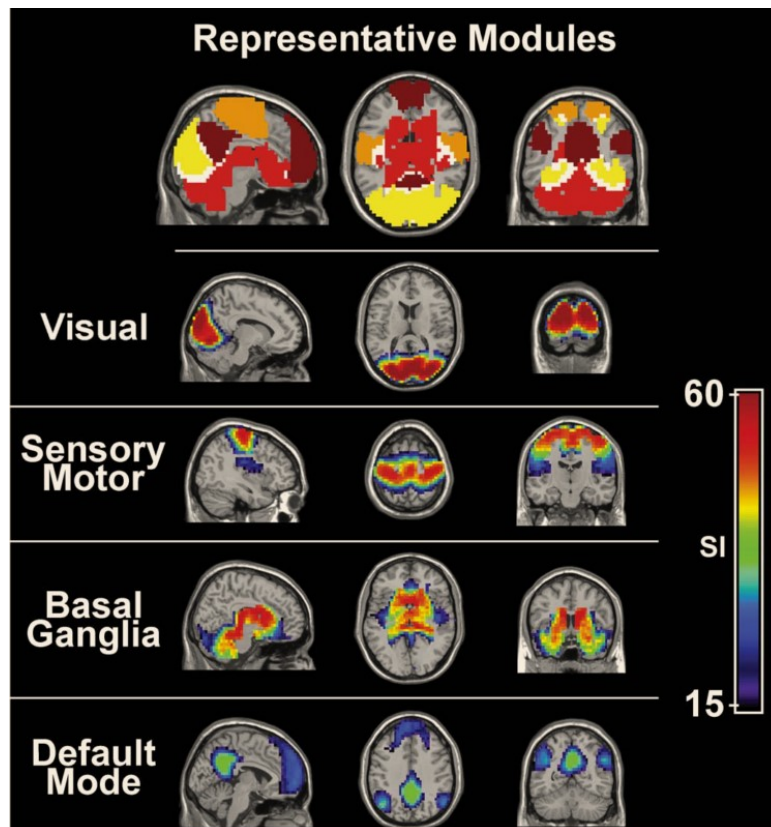 Representative Modules
Visual
60
Sensory
Motor
SI
Basal
Ganglia
15
Default
Mode